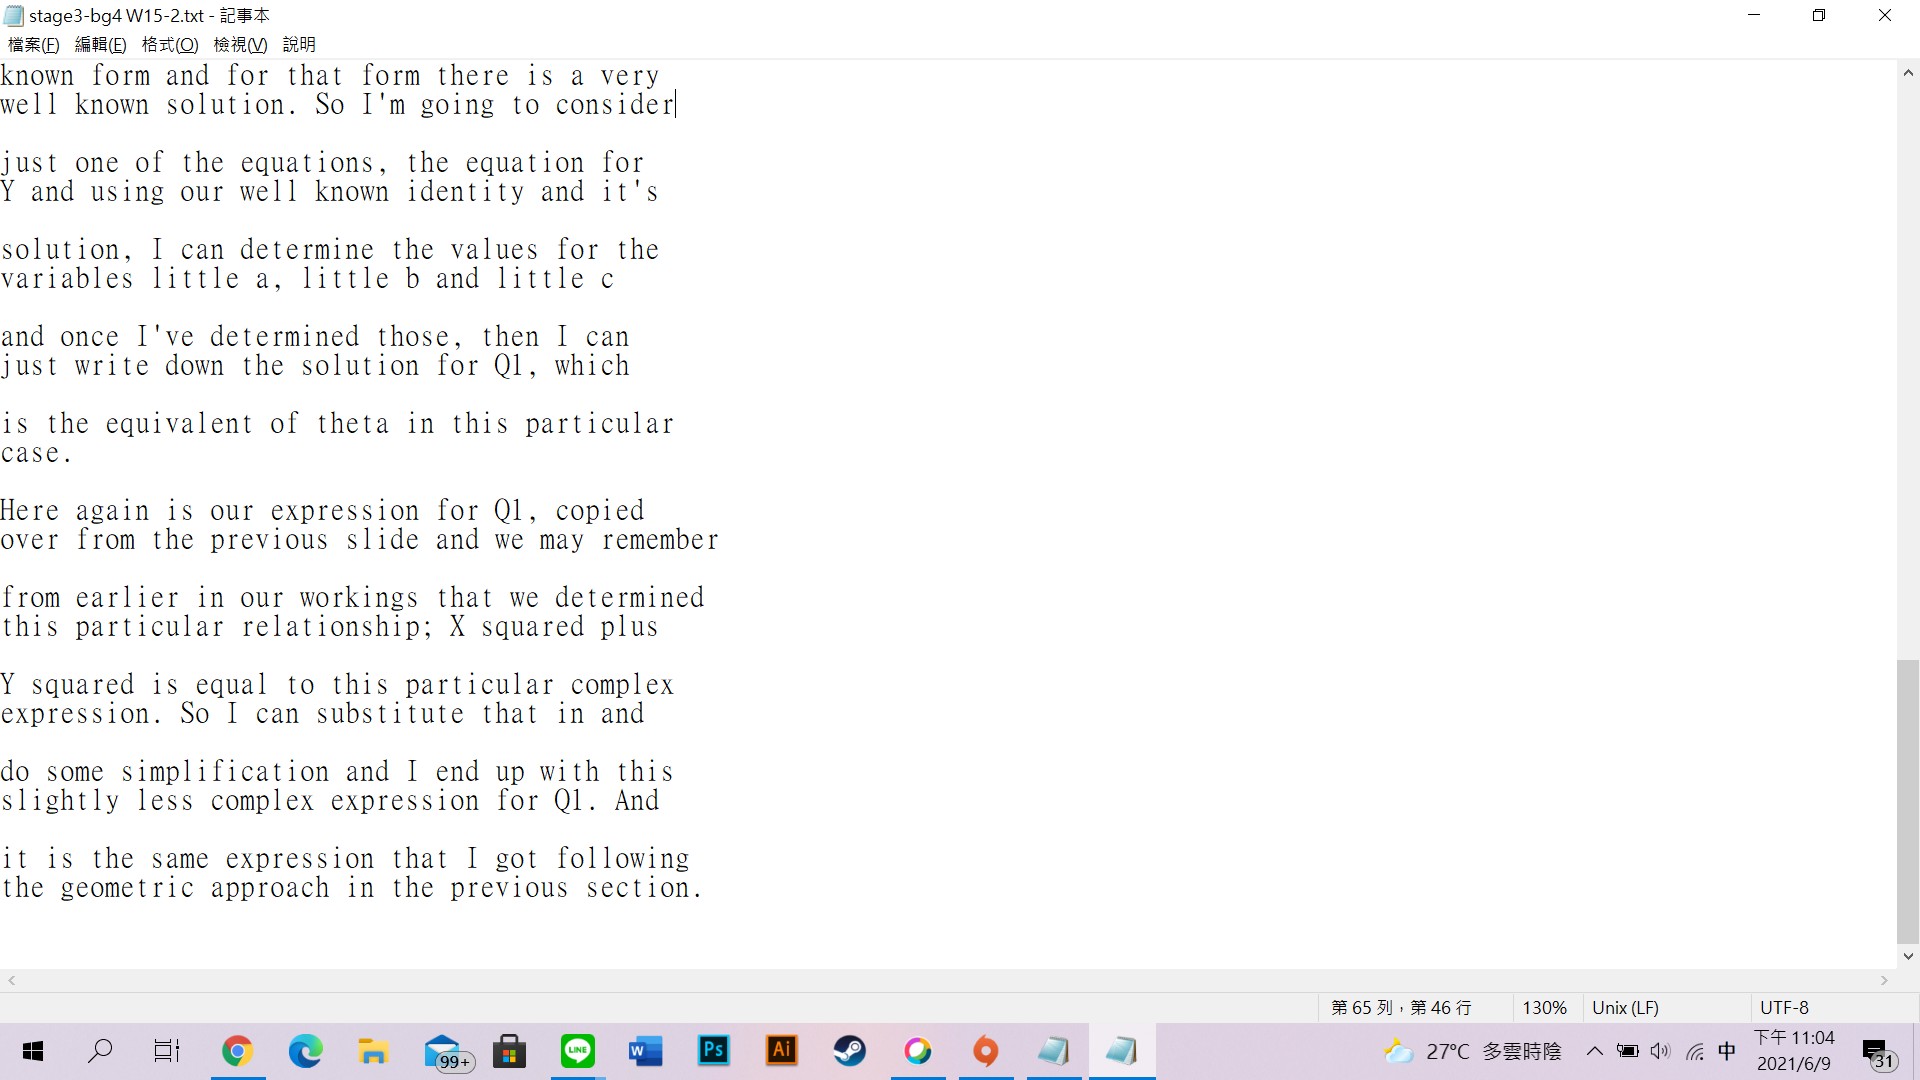 stage3-bg4 W15-2.txt - 記事本
檔案(F) 編輯(E) 格式(O) 檢視(V) 說明
known form and for that form there is a very
well known solution. So I'm going to consider
just one of the equations, the equation for
Y and using our well known identity and it's
solution, I can determine the values for the
variables little a, little b and little c
and once I've determined those, then I can
just write down the solution for Q1, which
is the equivalent of theta in this particular
case.
Here again is our expression for Q1, copied
over from the previous slide and we may remember
from earlier in our workings that we determined
this particular relationship; X squared plus
Y squared is equal to this particular complex
expression. So I can substitute that in and
do some simplification and I end up with this
slightly less complex expression for Q1. And
it is the same expression that I got following
the geometric approach in the previous section.
第 65 列，第 46 行 130% Unix (LF) UTF-8
99+ LINE W Ps Ai 27°C 多雲時陰 中 下午 11:04
2021/6/9 31